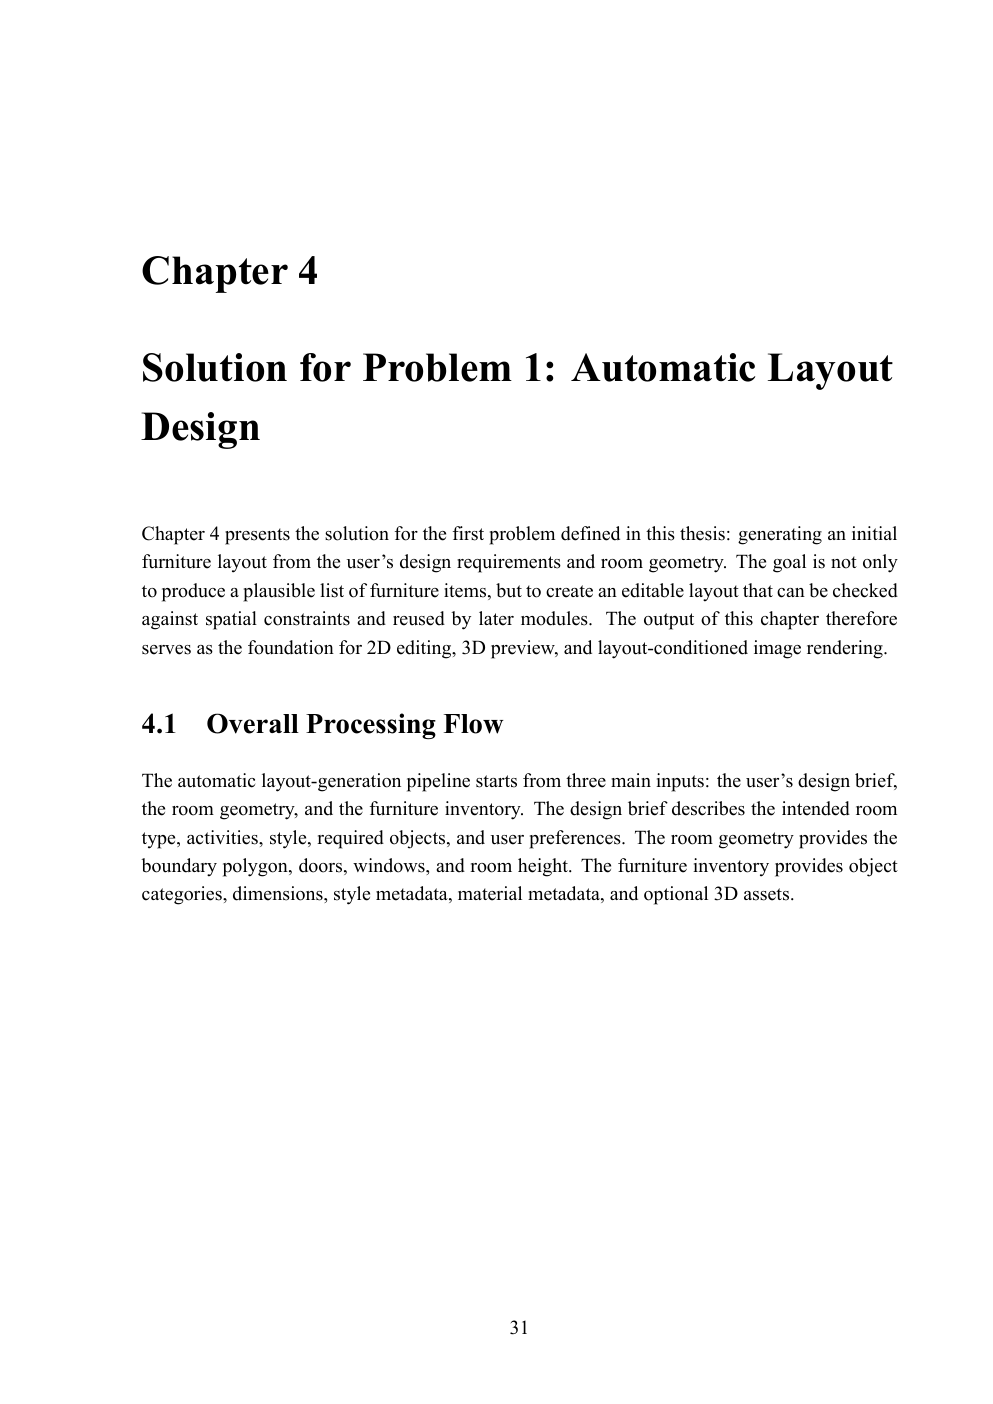 Chapter 4
Solution for Problem 1: Automatic Layout
Design
Chapter 4 presents the solution for the first problem defined in this thesis: generating an initial
furniture layout from the user’s design requirements and room geometry. The goal is not only
to produce a plausible list of furniture items, but to create an editable layout that can be checked
against spatial constraints and reused by later modules. The output of this chapter therefore
serves as the foundation for 2D editing, 3D preview, and layout-conditioned image rendering.
4.1 Overall Processing Flow
The automatic layout-generation pipeline starts from three main inputs: the user’s design brief,
the room geometry, and the furniture inventory. The design brief describes the intended room
type, activities, style, required objects, and user preferences. The room geometry provides the
boundary polygon, doors, windows, and room height. The furniture inventory provides object
categories, dimensions, style metadata, material metadata, and optional 3D assets.
31